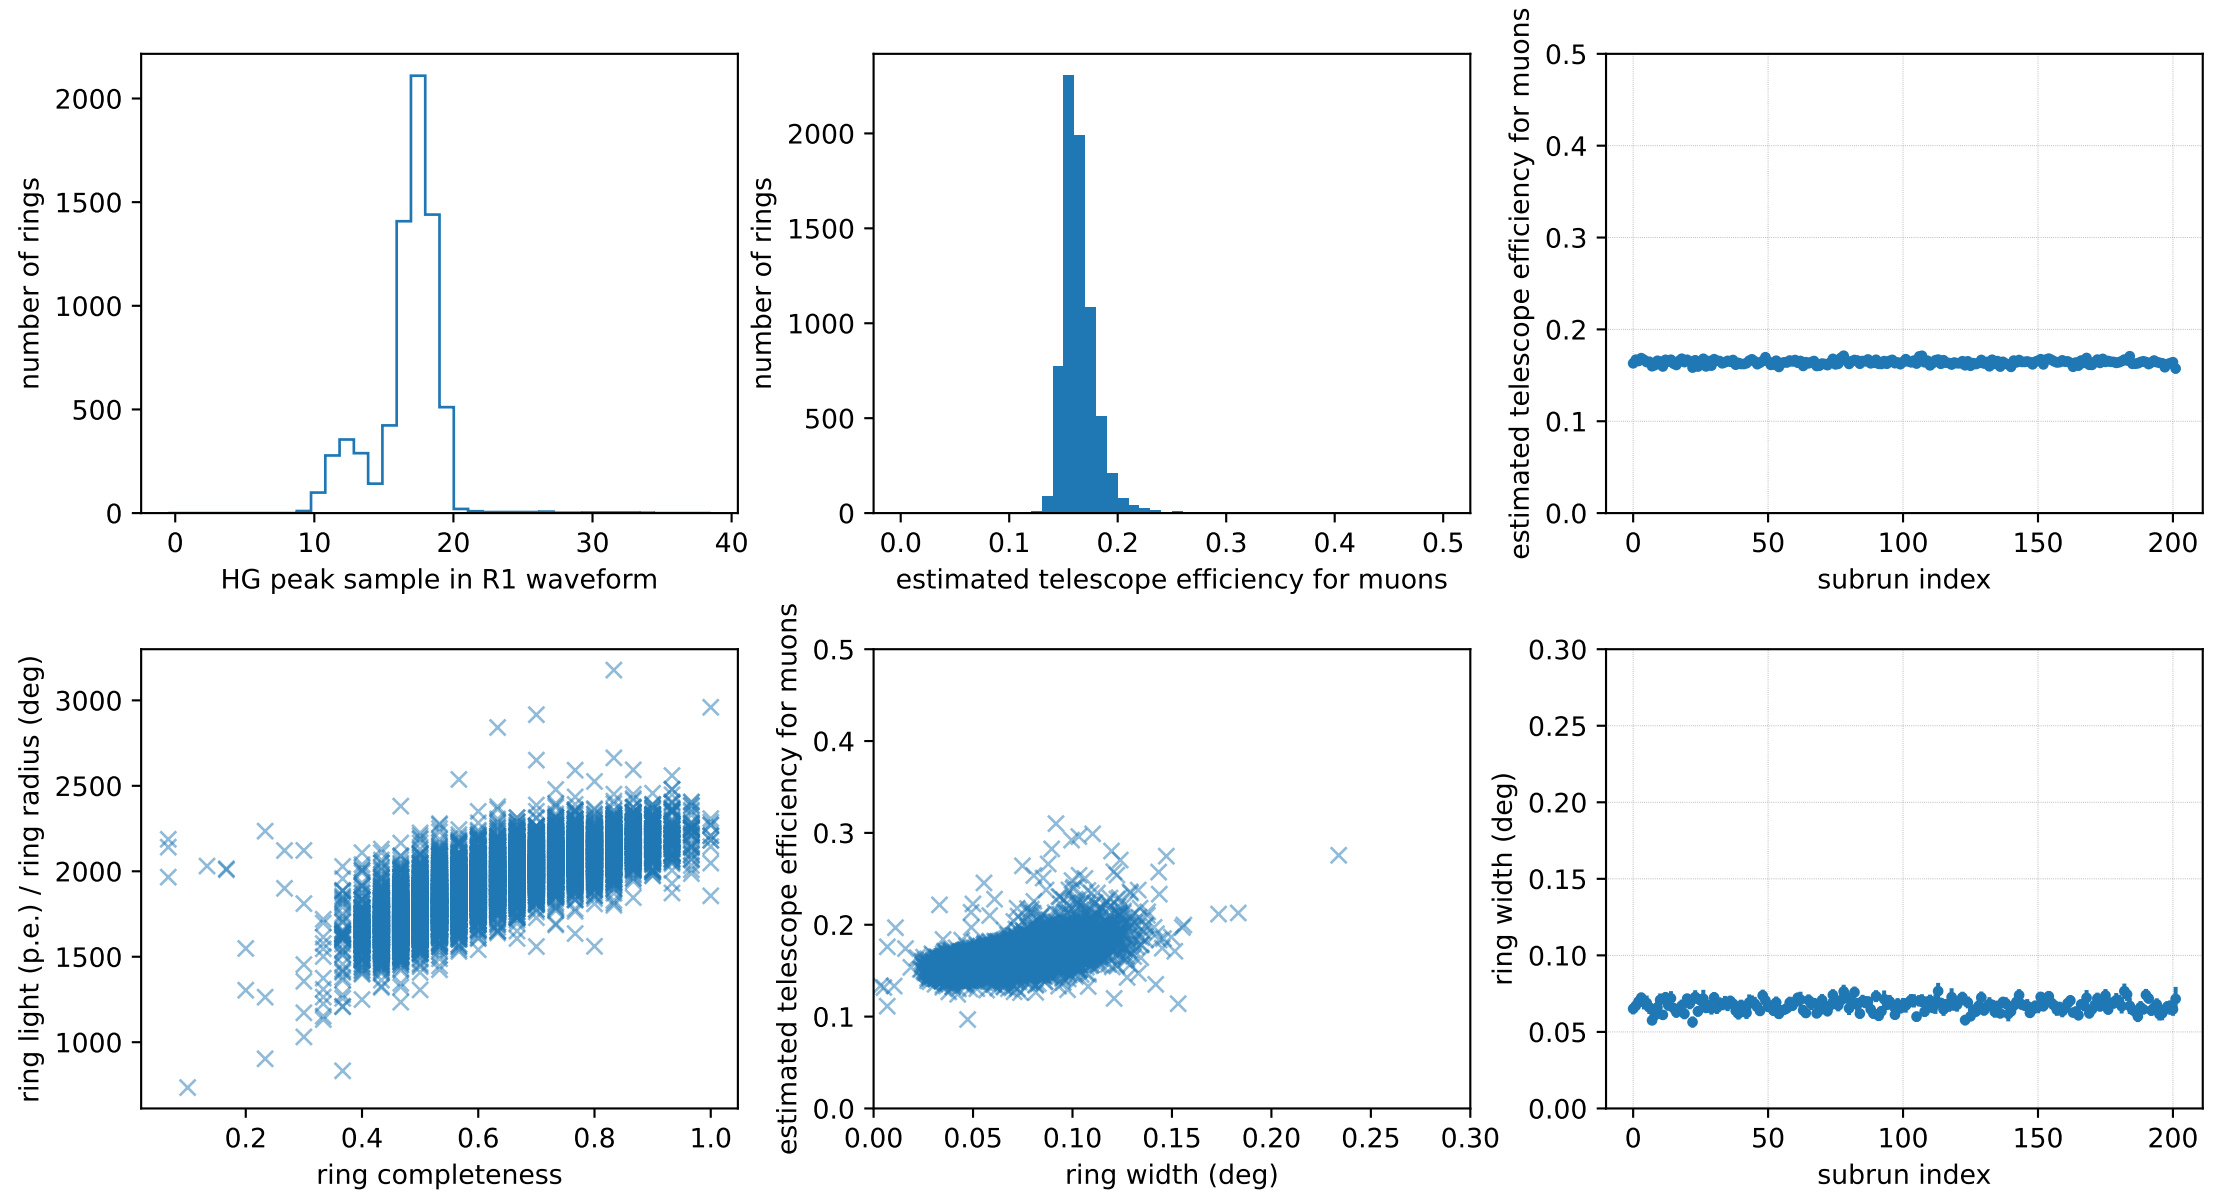 number of rings
2000
1500
1000
500
0
0 10 20 30 40
HG peak sample in R1 waveform
number of rings
2000
1500
1000
500
0
0.0 0.1 0.2 0.3 0.4 0.5
estimated telescope efficiency for muons
estimated telescope efficiency for muons
0.5
0.4
0.3
0.2
0.1
0.0
0 50 100 150 200
subrun index
ring light (p.e.) / ring radius (deg)
3000
2500
2000
1500
1000
0.2 0.4 0.6 0.8 1.0
ring completeness
estimated telescope efficiency for muons
0.5
0.4
0.3
0.2
0.1
0.0
0.00 0.05 0.10 0.15 0.20 0.25 0.30
ring width (deg)
ring width (deg)
0.30
0.25
0.20
0.15
0.10
0.05
0.00
0 50 100 150 200
subrun index